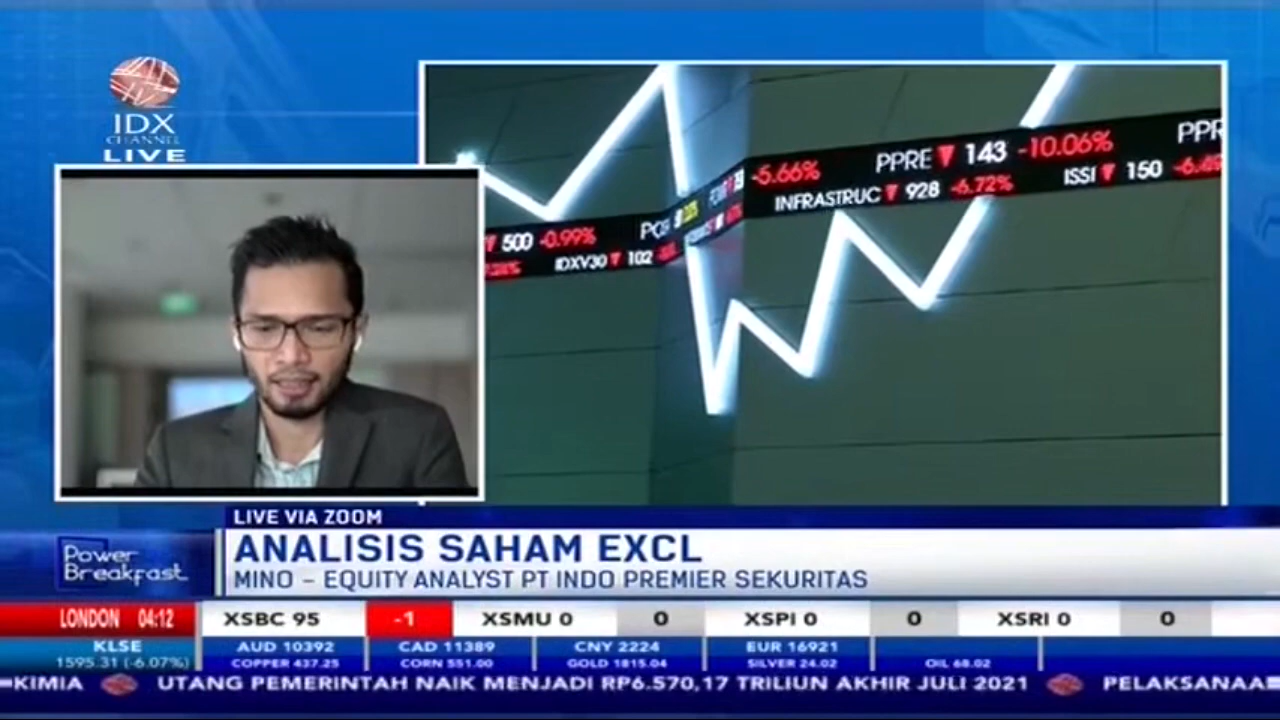 IDX
CHANNEL
LIVE
-5.66% PPRE 143 -10.06% PPR
INFRASTRUC 928 -6.72% ISSI 150
500 -0.99%
IDXV30 102
LIVE VIA ZOOM
Power
Breakfast
ANALISIS SAHAM EXCL
MINO - EQUITY ANALYST PT INDO PREMIER SEKURITAS
LONDON 04:12 XSBC 95 -1 XSMU 0 0 XSPI 0 0 XSRI 0 0
KLSE AUD 10392 CAD 11389 CNY 2224 EUR 16921
1595.31 (-6.07%) COPPER 437.25 CORN 551.00 GOLD 1815.04 SILVER 24.02 OIL 68.02
KIMIA UTANG PEMERINTAH NAIK MENJADI RP6.570,17 TRILIUN AKHIR JULI 2021 PELAKSANAA